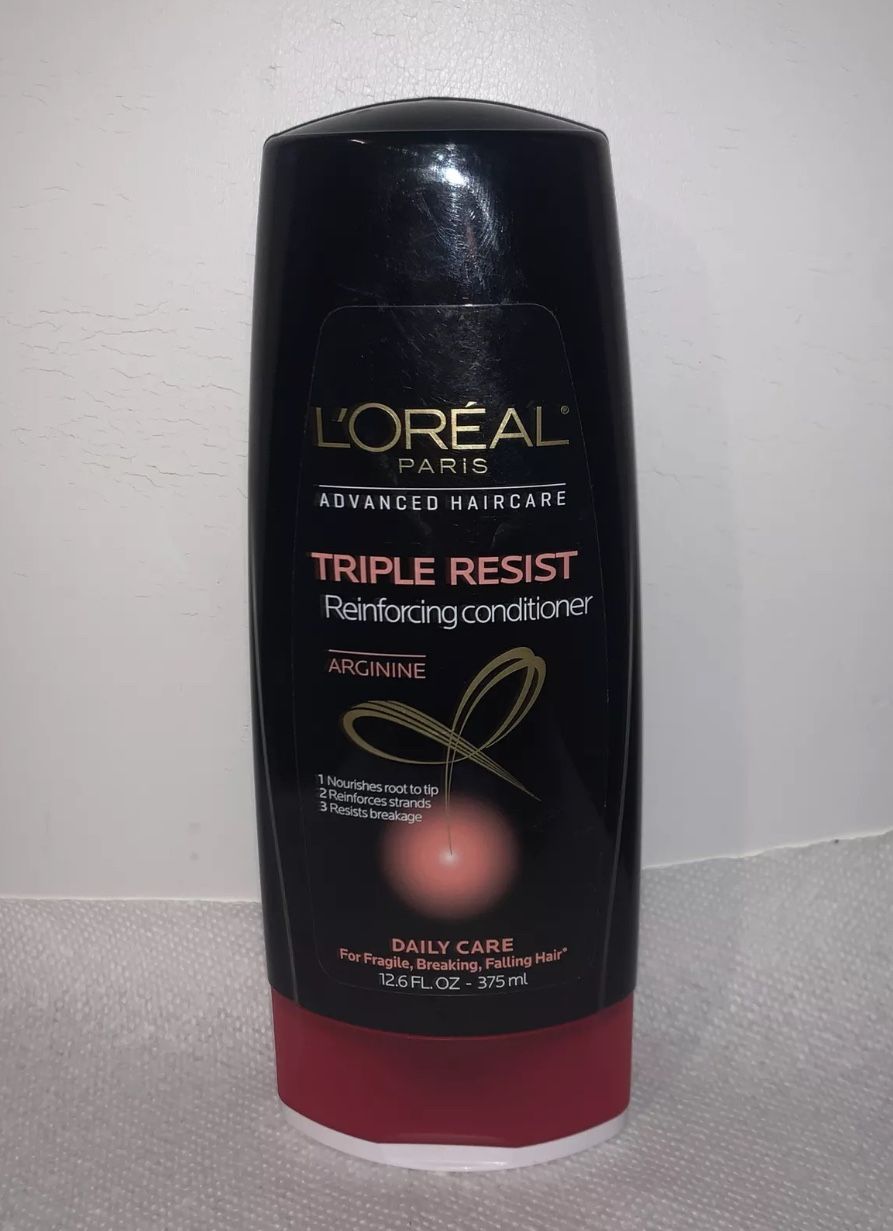 L'ORÉAL®
PARIS
ADVANCED HAIRCARE
TRIPLE RESIST
Reinforcing conditioner
ARGININE
1 Nourishes root to tip
2 Reinforces strands
3 Resists breakage
DAILY CARE
For Fragile, Breaking, Falling Hair*
12.6 FL. OZ - 375 ml